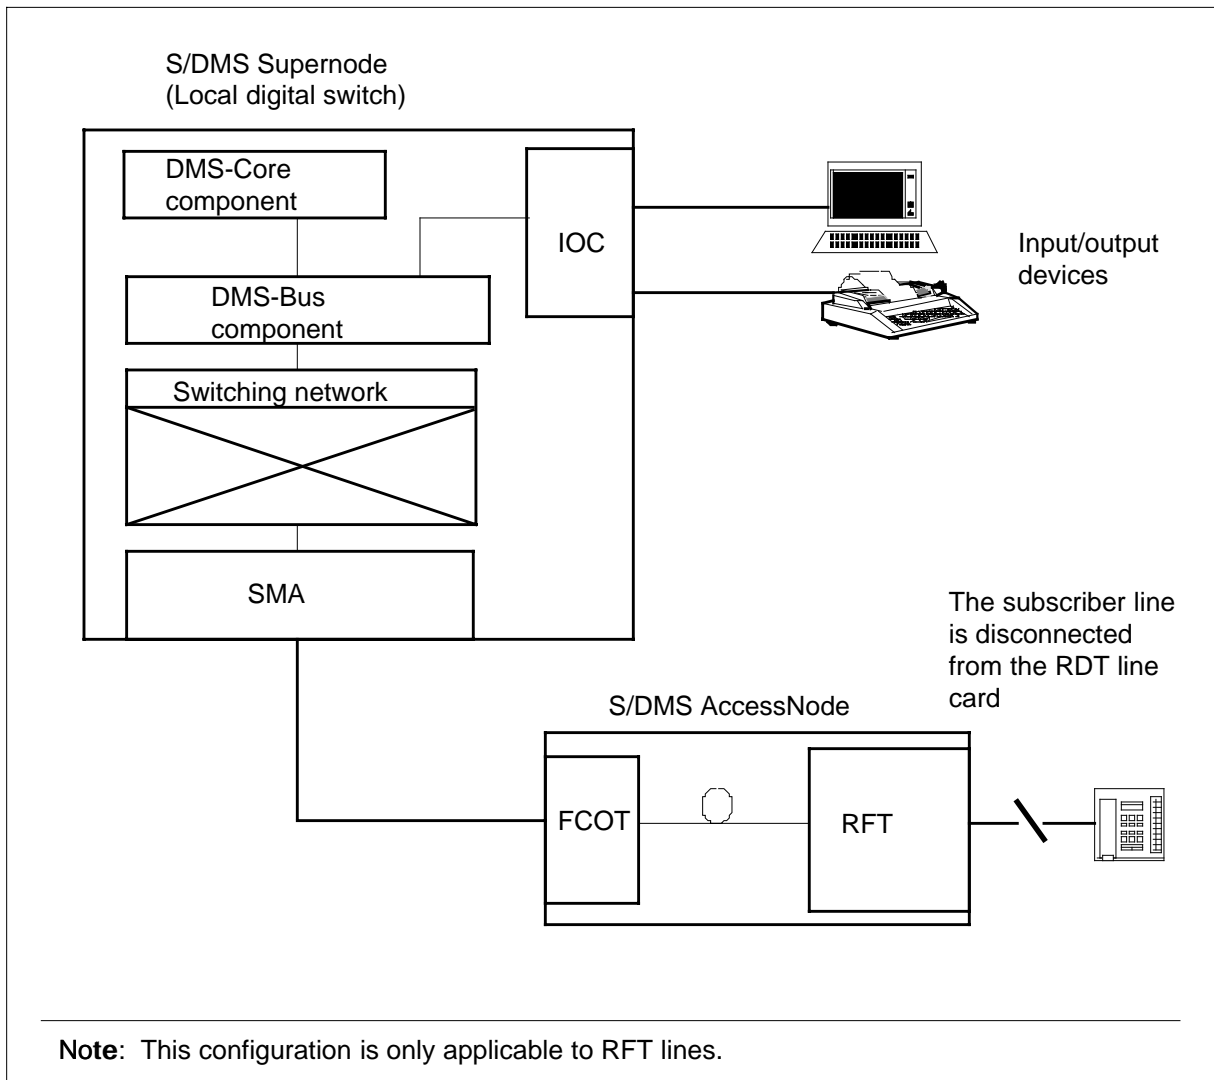 S/DMS Supernode
(Local digital switch)
DMS-Core
component
IOC
Input/output
devices
DMS-Bus
component
Switching network
SMA
The subscriber line
is disconnected
from the RDT line
card
S/DMS AccessNode
FCOT
RFT
Note:  This configuration is only applicable to RFT lines.